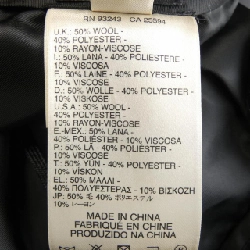 RN 93243 CA 23594
U.K: 50% WOOL -
40% POLYESTER -
10% RAYON-VISCOSE
I.: 50% LANA - 40% POLIESTERE -
10% VISCOSA
F.: 50% LAINE - 40% POLYESTER -
10% VISCOSE
D.: 50% WOLLE - 40% POLYESTER -
10% VISKOSE
U.S: 50% WOOL -
40% POLYESTER -
10% RAYON-VISCOSE
E.-MEX.: 50% LANA - 40%
POLIESTER - 10% VISCOSA
P.: 50% LÃ - 40% POLIESTER -
10% VISCOSE
T.: 50% YÜN - 40% POLYESTER -
10% VİSKON
EL.: 50% ΜΑΛΛΙ -
40% ΠΟΛΥΕΣΤΕΡΑΣ - 10% ΒΙΣΚΟΖΗ
JP: 50% 毛 40% ポリエステル
10% レーヨン
MADE IN CHINA
FABRIQUÉ EN CHINE
PRODUZIDO NA CHINA